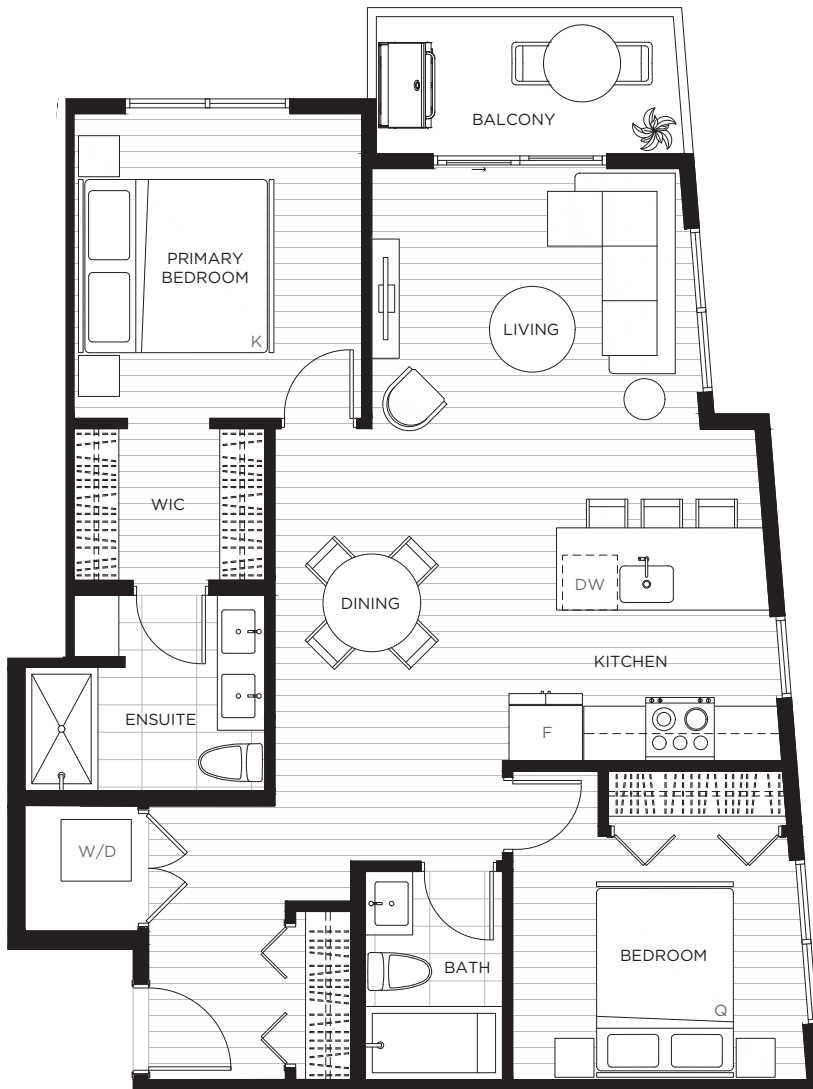 BALCONY
PRIMARY
BEDROOM
K
LIVING
WIC
DW
DINING
KITCHEN
ENSUITE
F
W/D
BATH
BEDROOM
Q